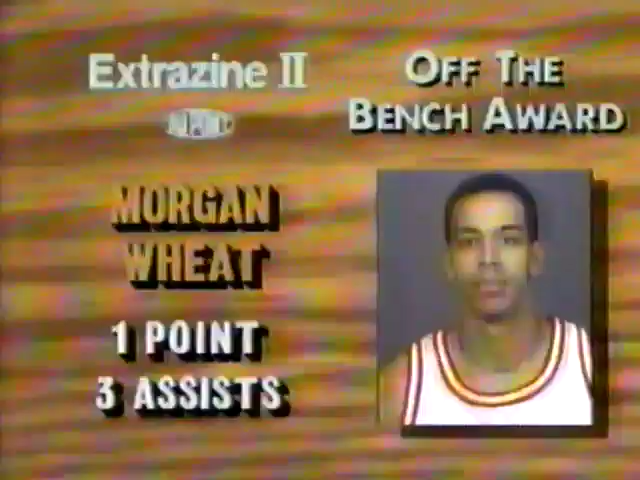 Extrazine II
OFF THE
BENCH AWARD
MORGAN
WHEAT
1 POINT
3 ASSISTS